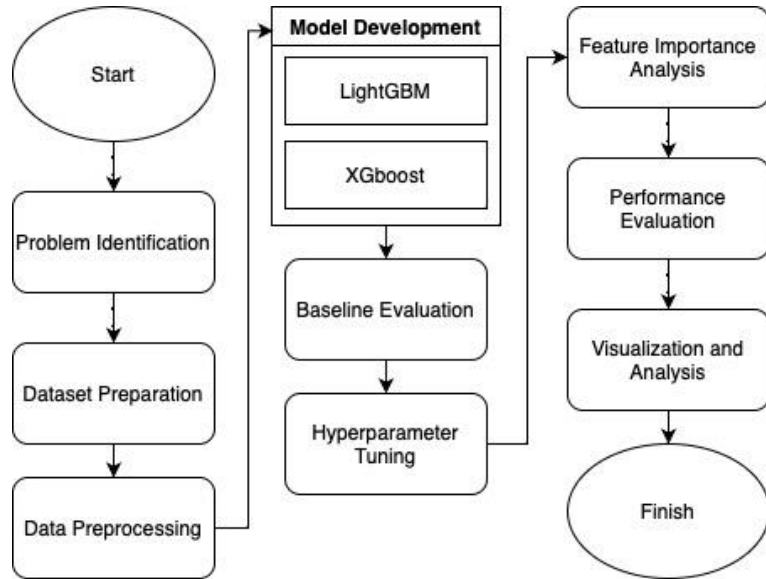 Start
Problem Identification
Dataset Preparation
Data Preprocessing
Model Development
LightGBM
XGboost
Baseline Evaluation
Hyperparameter
Tuning
Feature Importance
Analysis
Performance
Evaluation
Visualization and
Analysis
Finish